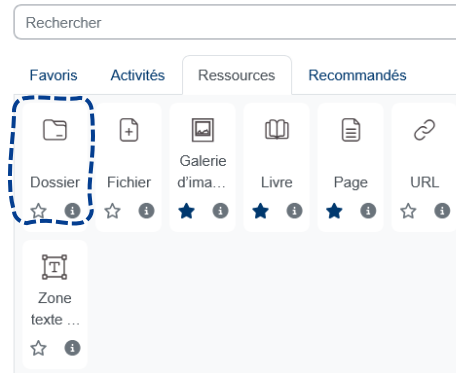 Rechercher
Favoris Activités Ressources Recommandés
Galerie
Dossier Fichier d'ima... Livre Page URL
Zone
texte ...